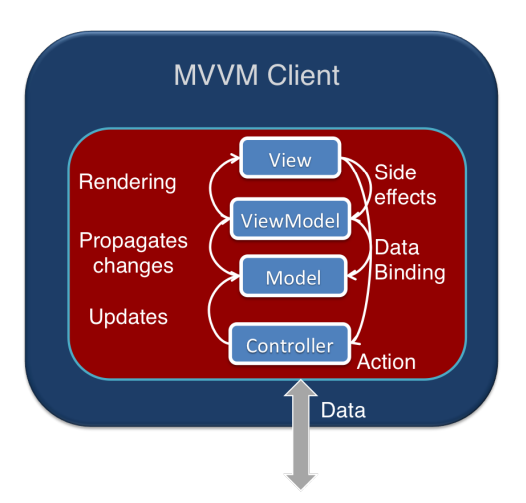 MVVM Client
View
Rendering
Side
effects
ViewModel
Propagates
changes
Data
Binding
Model
Updates
Controller
Action
Data